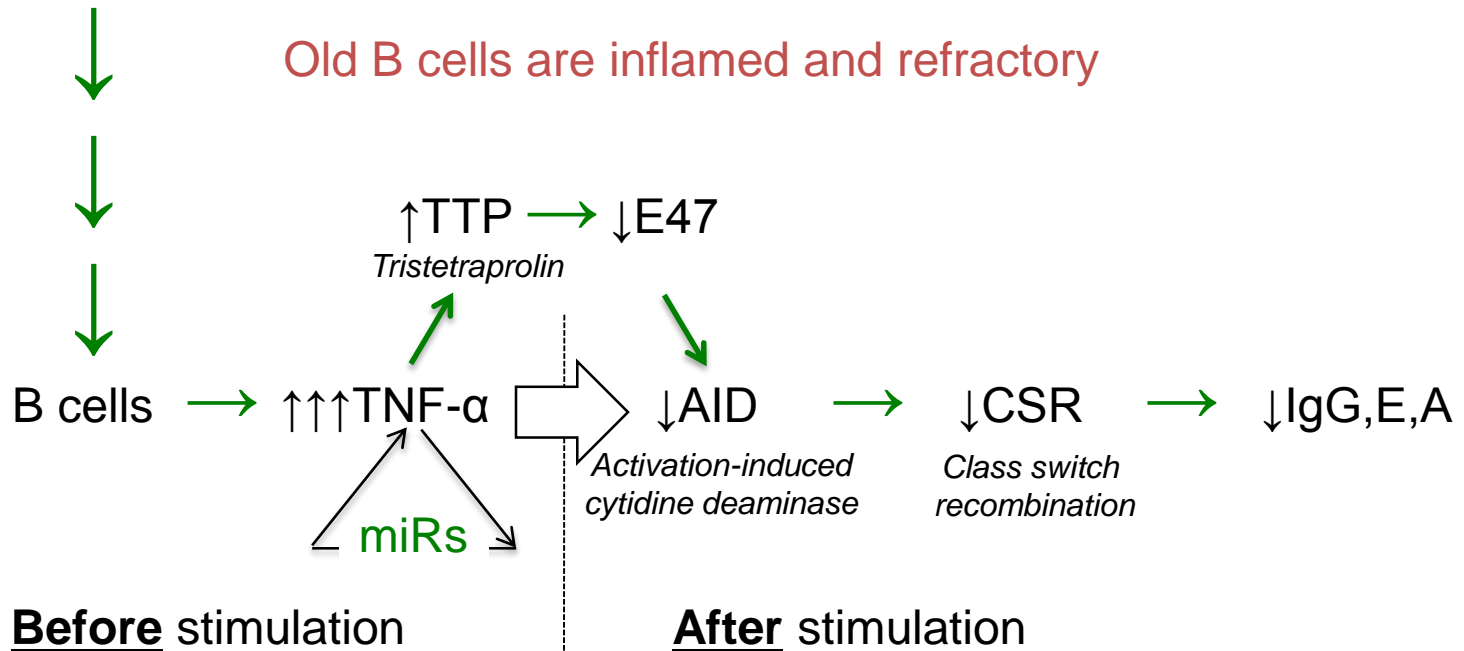 Old B cells are inflamed and refractory
↑TTP → ↓E47
Tristetraprolin
B cells → ↑↑↑TNF-α ↓AID → ↓CSR → ↓IgG,E,A
Activation-induced
cytidine deaminase
Class switch
recombination
miRs
Before stimulation
After stimulation